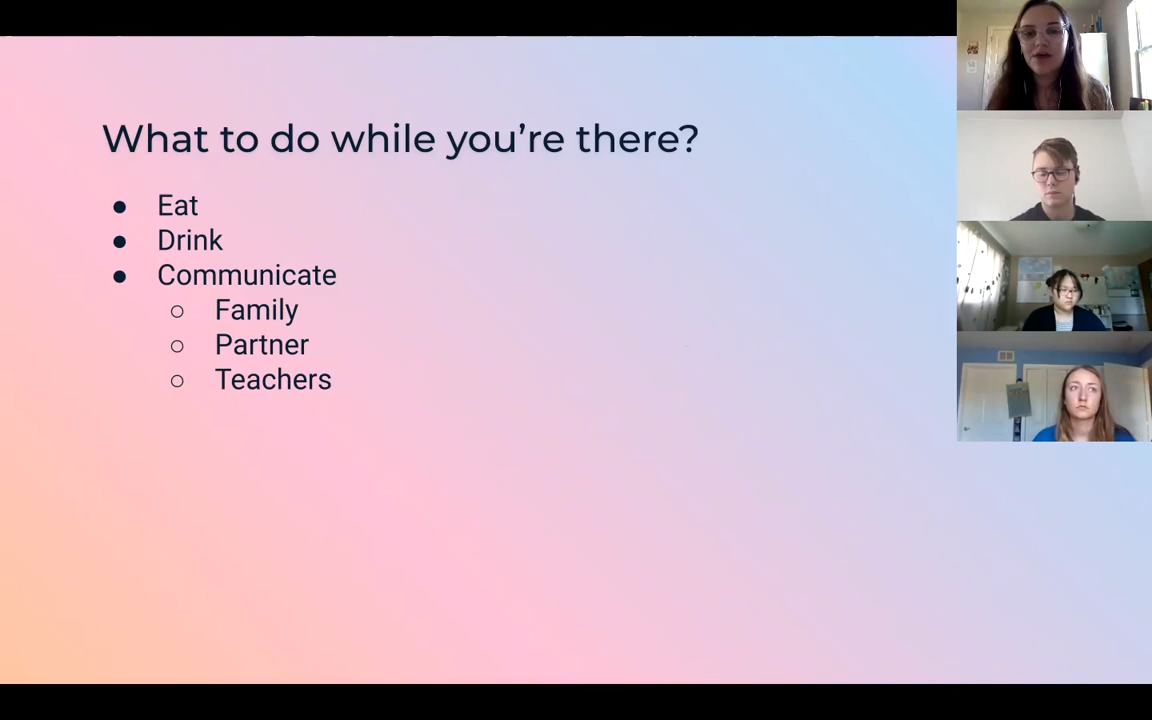 What to do while you’re there?
● Eat
● Drink
● Communicate
○ Family
○ Partner
○ Teachers